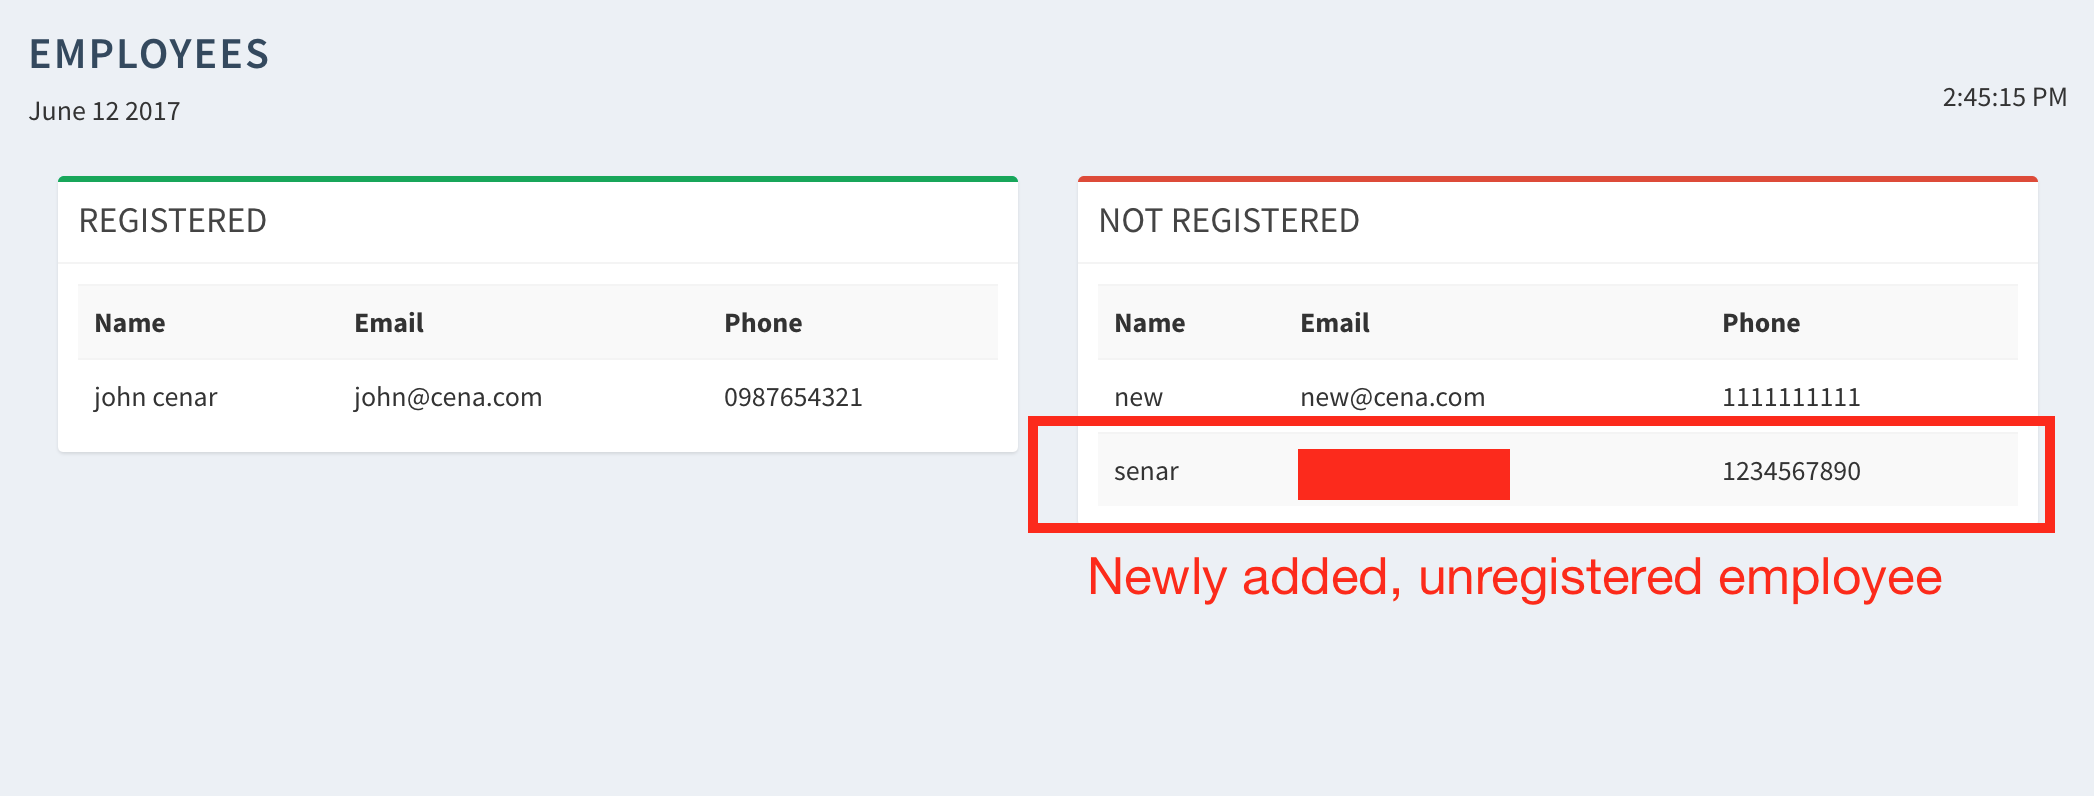 EMPLOYEES
June 12 2017
2:45:15 PM
REGISTERED
Name Email Phone
john cenar john@cena.com 0987654321
NOT REGISTERED
Name Email Phone
new new@cena.com 1111111111
senar 1234567890
Newly added, unregistered employee